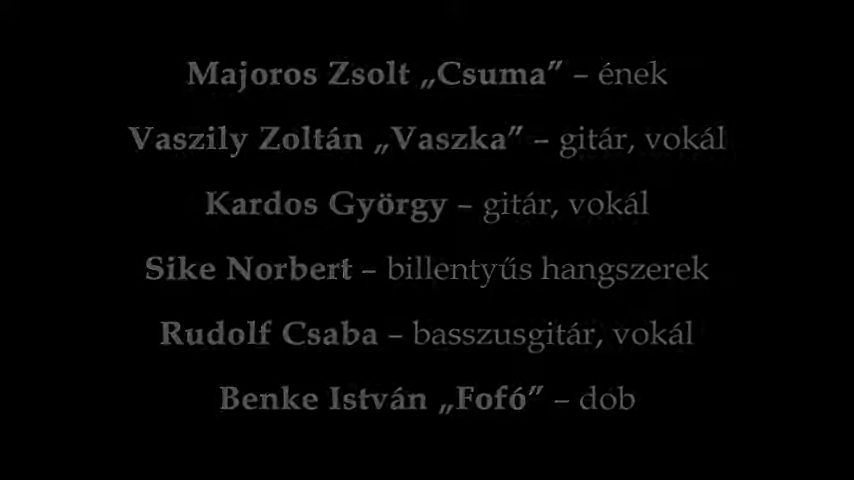 Majoros Zsolt „Csuma” – ének
Vaszily Zoltán „Vaszka” – gitár, vokál
Kardos György – gitár, vokál
Sike Norbert – billentyűs hangszerek
Rudolf Csaba – basszusgitár, vokál
Benke István „Fofó” – dob